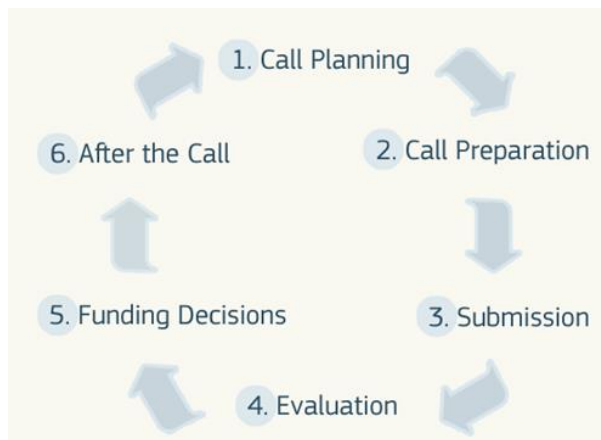 1. Call Planning
2. Call Preparation
3. Submission
4. Evaluation
5. Funding Decisions
6. After the Call